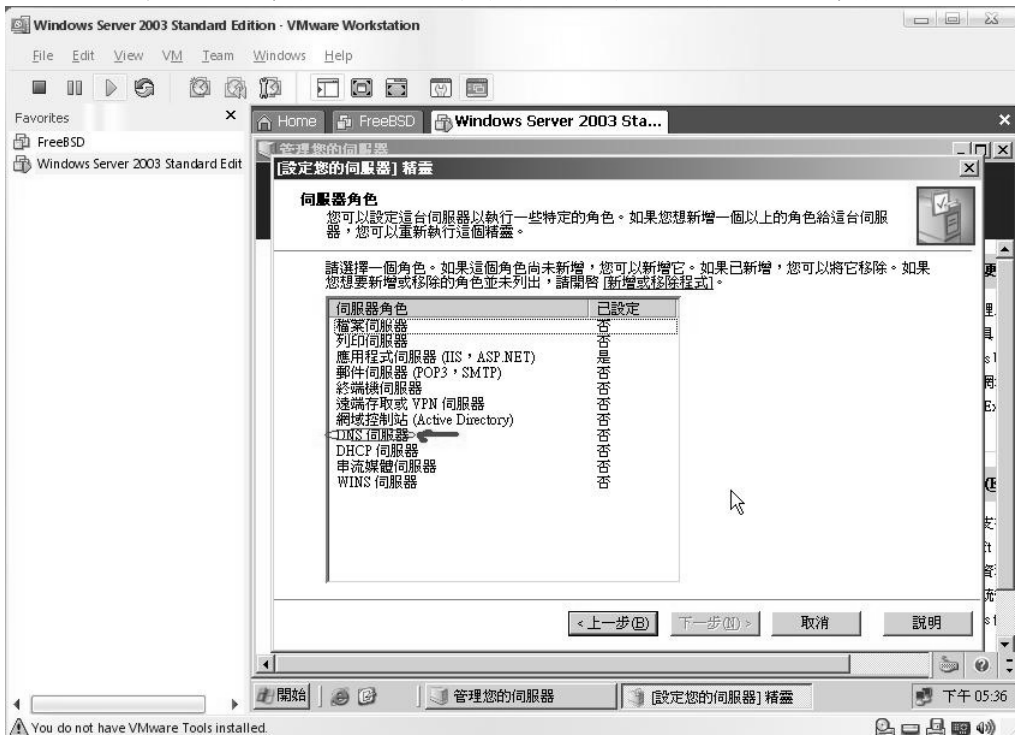 Windows Server 2003 Standard Edition - VMware Workstation
File Edit View VM Team Windows Help
Favorites
FreeBSD
Windows Server 2003 Standard Edit
Home FreeBSD Windows Server 2003 Sta...
管理您的伺服器
[設定您的伺服器] 精靈
伺服器角色
您可以設定這台伺服器以執行一些特定的角色。如果您想新增一個以上的角色給這台伺服
器，您可以重新執行這個精靈。
請選擇一個角色。如果這個角色尚未新增，您可以新增它。如果已新增，您可以將它移除。如果
您想要新增或移除的角色並未列出，請開啓 [新增或移除程式]。
伺服器角色 已設定
檔案伺服器 否
列印伺服器 否
應用程式伺服器 (IIS，ASP.NET) 是
郵件伺服器 (POP3，SMTP) 否
終端機伺服器 否
遠端存取或 VPN 伺服器 否
網域控制站 (Active Directory) 否
DNS 伺服器 否
DHCP 伺服器 否
串流媒體伺服器 否
WINS 伺服器 否
<上一步(B) 下一步(N) > 取消 說明
開始 管理您的伺服器 [設定您的伺服器] 精靈 下午 05:36
You do not have VMware Tools installed.